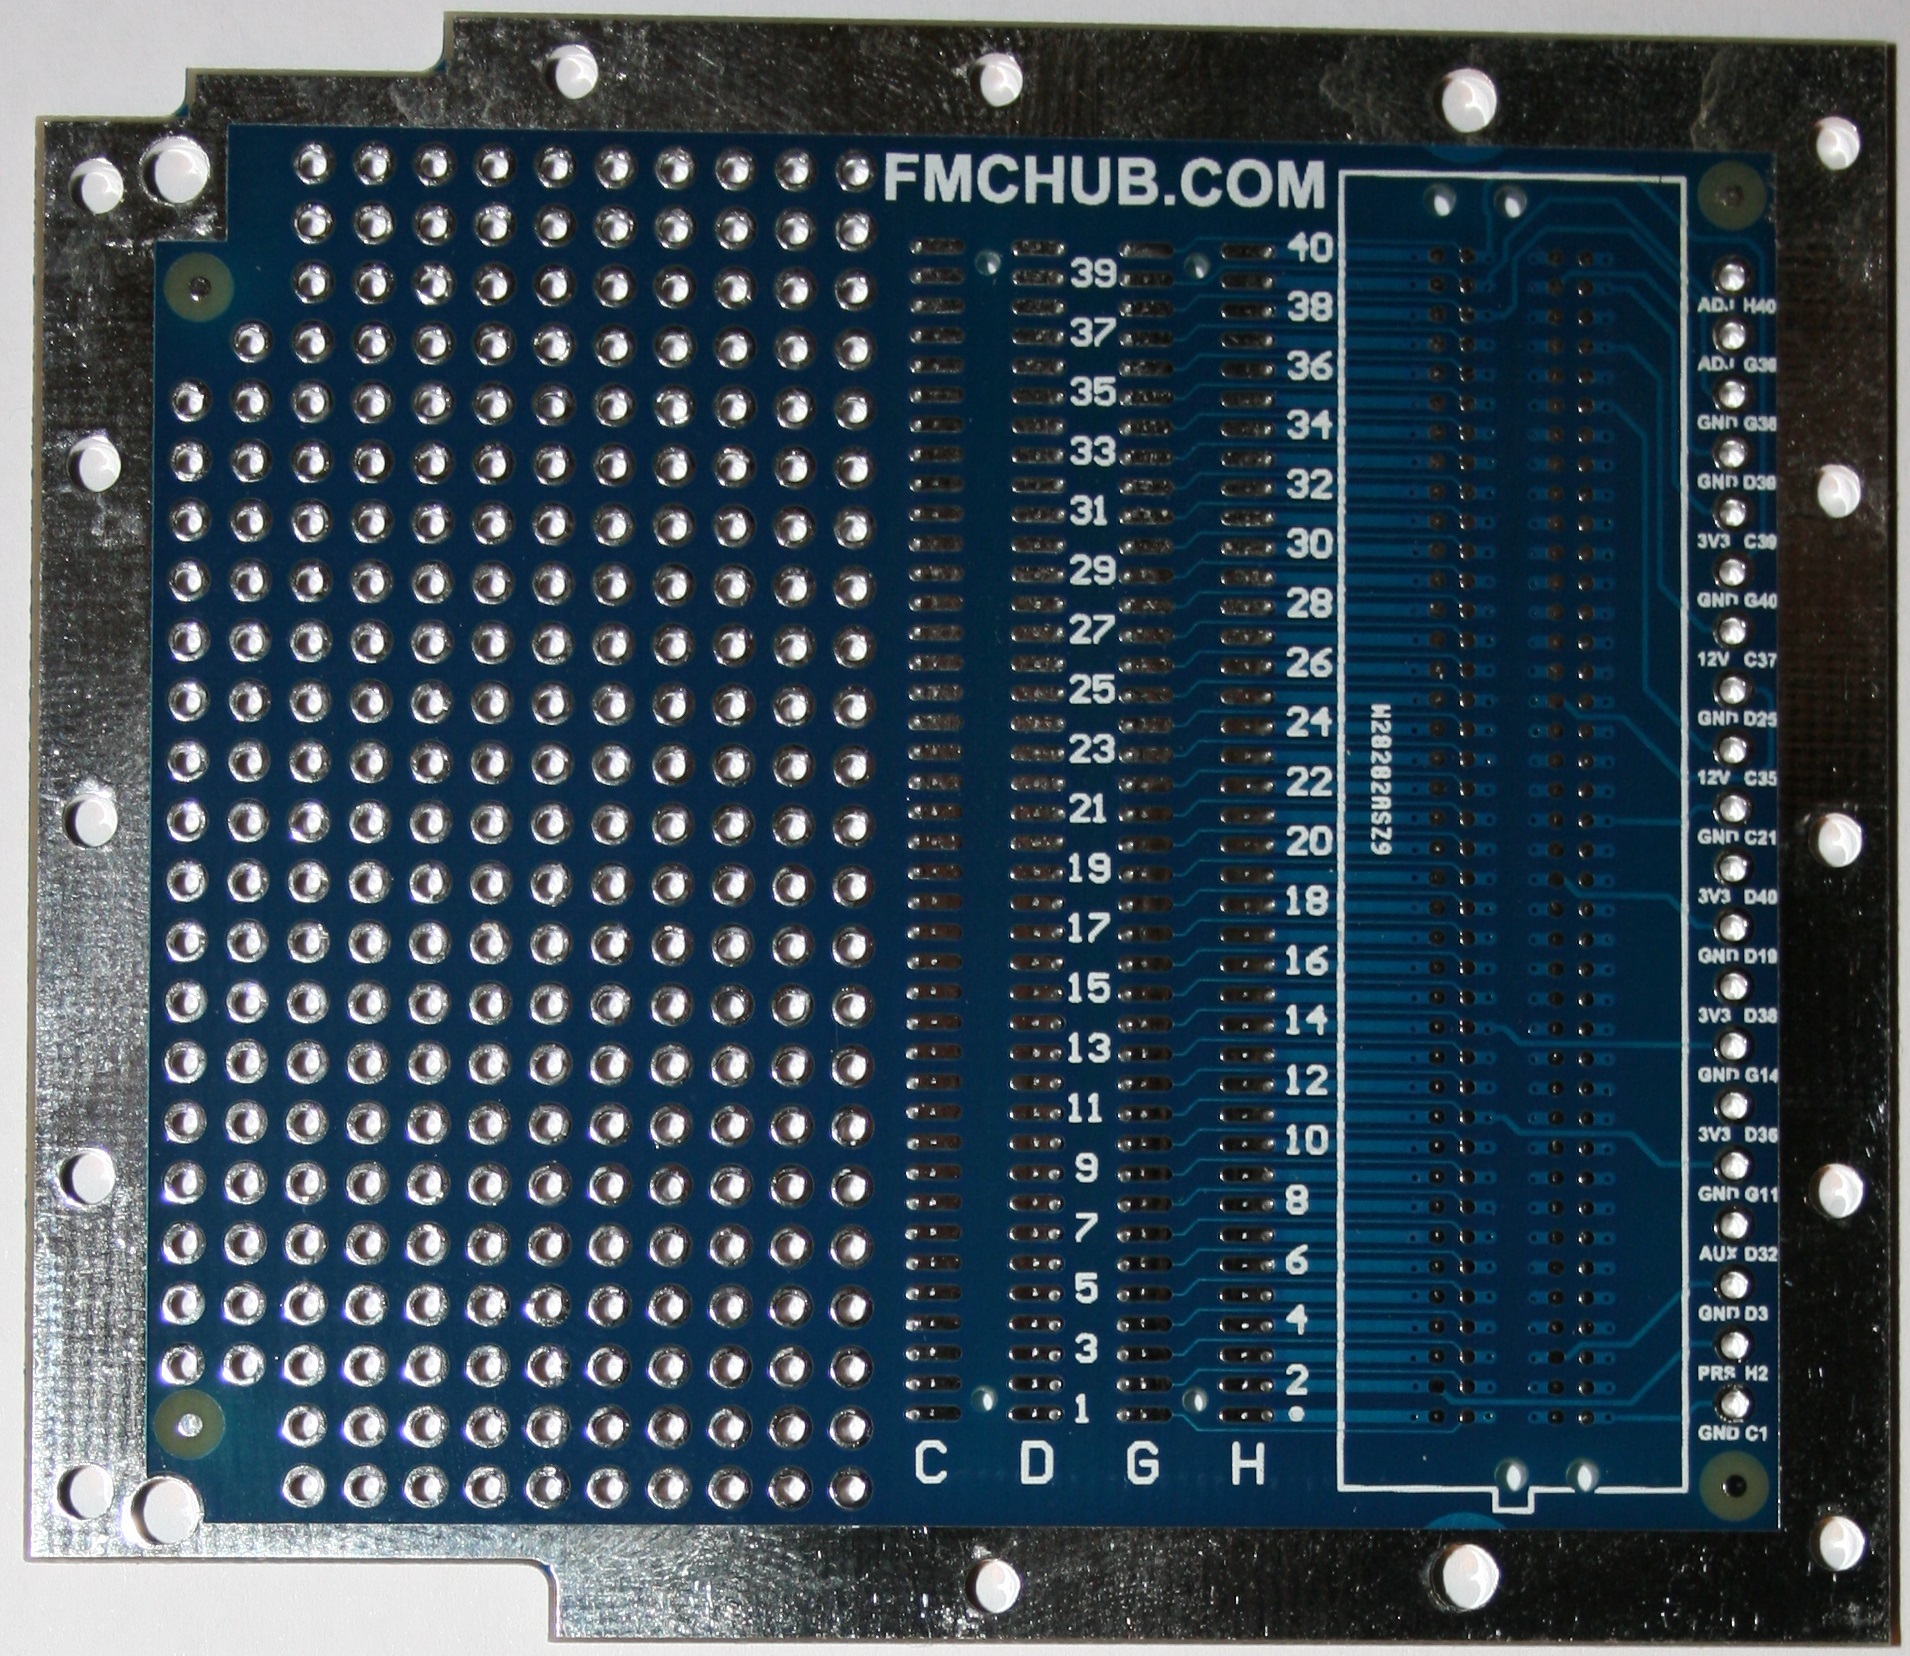 FMCHUB.COM
40
39
38
37
36
35
34
33
32
31
30
29
28
27
26
25
24
23
22
21
20
19
18
17
16
15
14
13
12
11
10
9
8
7
6
5
4
3
2
1
C D G H
W28282ASZ9
ADJ H40
ADJ G39
GND G38
GND D39
3V3 C39
GND G40
12V C37
GND D25
12V C35
GND C21
3V3 D40
GND D19
3V3 D38
GND G14
3V3 D36
GND G11
AUX D32
GND D3
PRS H2
GND C1